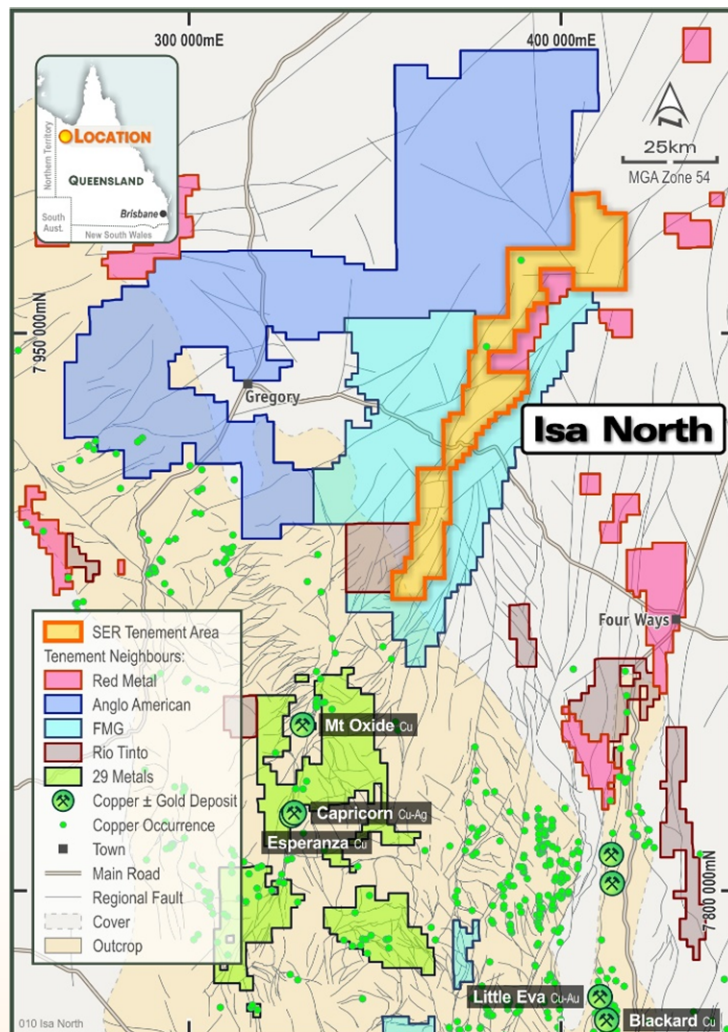 300 000mE
400 000mE
LOCATION
Northern Territory
QUEENSLAND
Brisbane
South
Aust.
New South Wales
25km
MGA Zone 54
7 950 000mN
Gregory
Isa North
Four Ways
SER Tenement Area
Tenement Neighbours:
Red Metal
Anglo American
FMG
Rio Tinto
29 Metals
Copper ± Gold Deposit
Copper Occurrence
Town
Main Road
Regional Fault
Cover
Outcrop
Mt Oxide Cu
Capricorn Cu-Ag
Esperanza Cu
7 800 000mN
Little Eva Cu-Au
Blackard Cu
010 Isa North